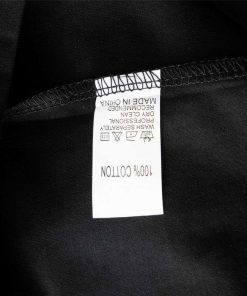 100% COTTON
WASH SEPARATELY
PROFESSIONAL
DRY CLEAN
RECOMMENDED
MADE IN CHINA